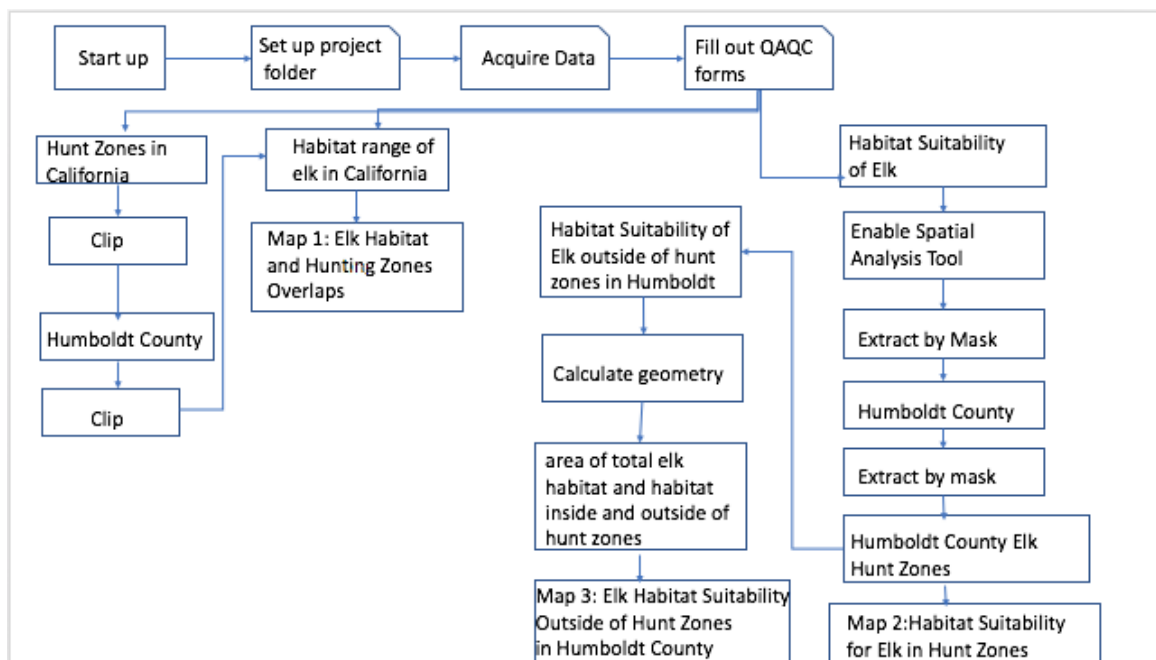 Start up
Set up project
folder
Acquire Data
Fill out QAQC
forms
Hunt Zones in
California
Clip
Humboldt County
Clip
Habitat range of
elk in California
Map 1: Elk Habitat
and Hunting Zones
Overlaps
Habitat Suitability of
Elk outside of hunt
zones in Humboldt
Calculate geometry
area of total elk
habitat and habitat
inside and outside of
hunt zones
Map 3: Elk Habitat Suitability
Outside of Hunt Zones
in Humboldt County
Habitat Suitability
of Elk
Enable Spatial
Analysis Tool
Extract by Mask
Humboldt County
Extract by mask
Humboldt County Elk
Hunt Zones
Map 2:Habitat Suitability
for Elk in Hunt Zones